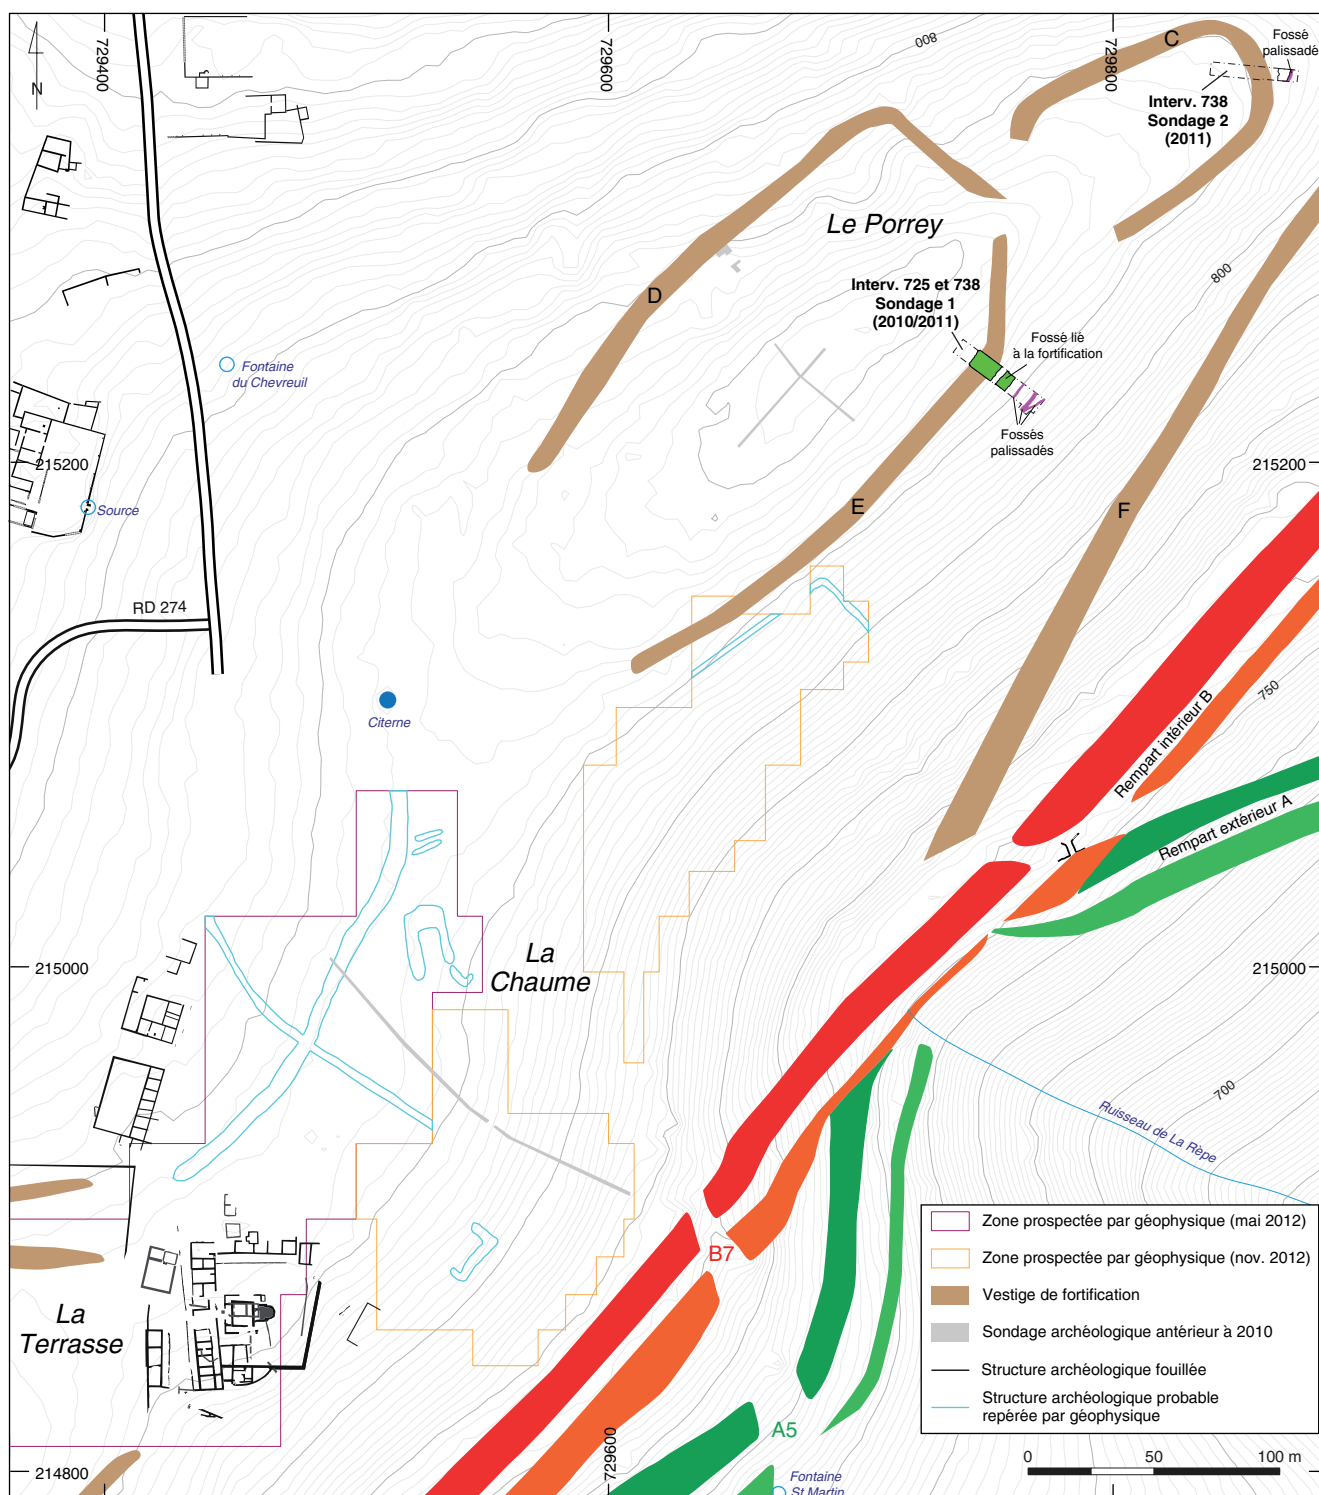 729400
729600
729800
800
C
Fossé
palissadé
N
Interv. 738
Sondage 2
(2011)
Le Porrey
800
Interv. 725 et 738
Sondage 1
(2010/2011)
D
Fossé lié
à la fortification
Fontaine
du Chevreuil
Fossés
palissadés
215200
215200
Source
E
F
RD 274
Rempart intérieur B
750
Citerne
Rempart extérieur A
La
Chaume
215000
215000
700
Ruisseau de La Rèpe
B7
La
Terrasse
A5
Zone prospectée par géophysique (mai 2012)
Zone prospectée par géophysique (nov. 2012)
Vestige de fortification
Sondage archéologique antérieur à 2010
Structure archéologique fouillée
Structure archéologique probable
repérée par géophysique
0 50 100 m
214800
729600
Fontaine
St Martin